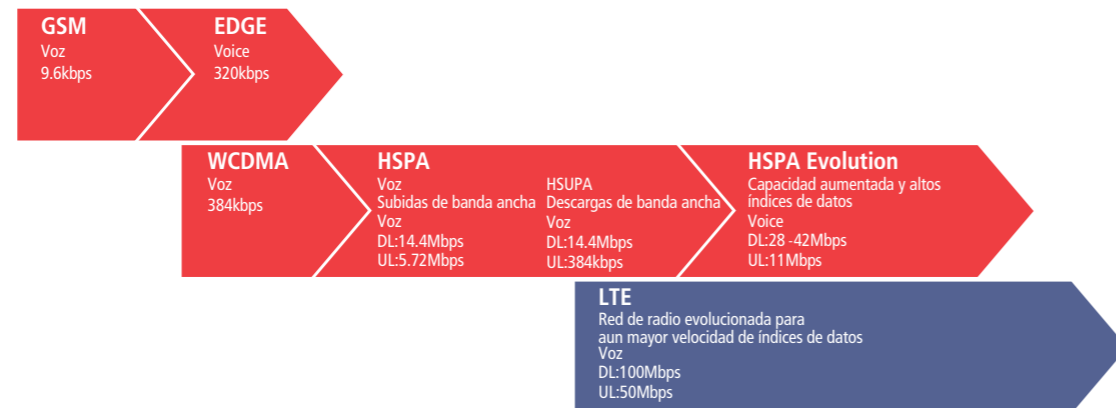 GSM
Voz
9.6kbps
EDGE
Voice
320kbps
WCDMA
Voz
384kbps
HSPA
Voz
Subidas de banda ancha
Voz
DL:14.4Mbps
UL:5.72Mbps
HSUPA
Descargas de banda ancha
Voz
DL:14.4Mbps
UL:384kbps
HSPA Evolution
Capacidad aumentada y altos
índices de datos
Voice
DL:28 -42Mbps
UL:11Mbps
LTE
Red de radio evolucionada para
aun mayor velocidad de índices de datos
Voz
DL:100Mbps
UL:50Mbps